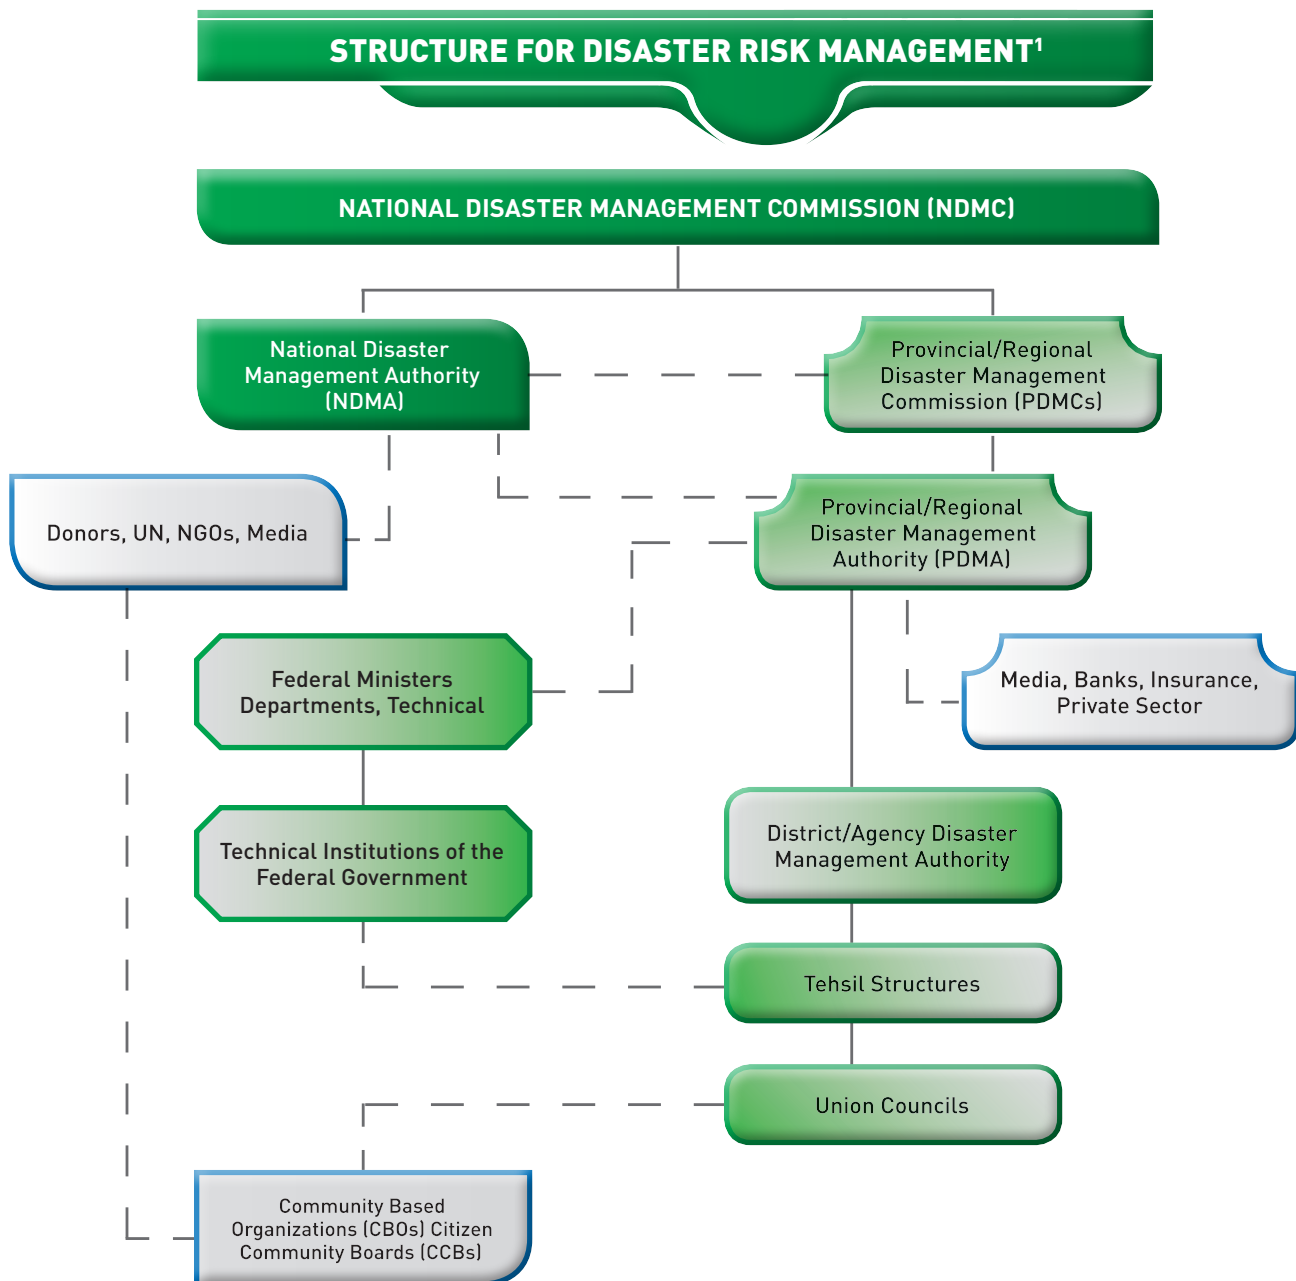 STRUCTURE FOR DISASTER RISK MANAGEMENT¹
NATIONAL DISASTER MANAGEMENT COMMISSION (NDMC)
National Disaster
Management Authority
(NDMA)
Provincial/Regional
Disaster Management
Commission (PDMCs)
Donors, UN, NGOs, Media
Provincial/Regional
Disaster Management
Authority (PDMA)
Federal Ministers
Departments, Technical
Media, Banks, Insurance,
Private Sector
Technical Institutions of the
Federal Government
District/Agency Disaster
Management Authority
Tehsil Structures
Union Councils
Community Based
Organizations (CBOs) Citizen
Community Boards (CCBs)